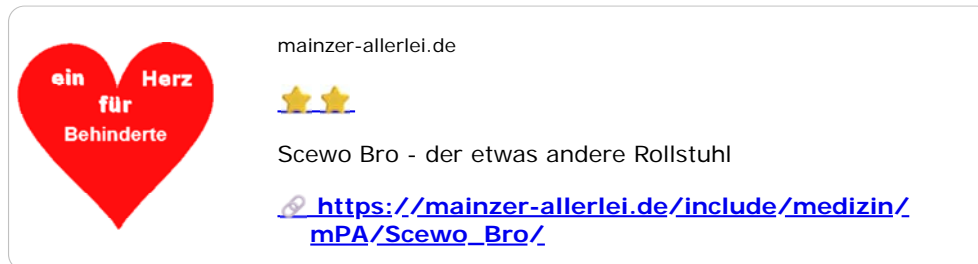 ein Herz
für
Behinderte
mainzer-allerlei.de
Scewo Bro - der etwas andere Rollstuhl
https://mainzer-allerlei.de/include/medizin/
mPA/Scewo_Bro/